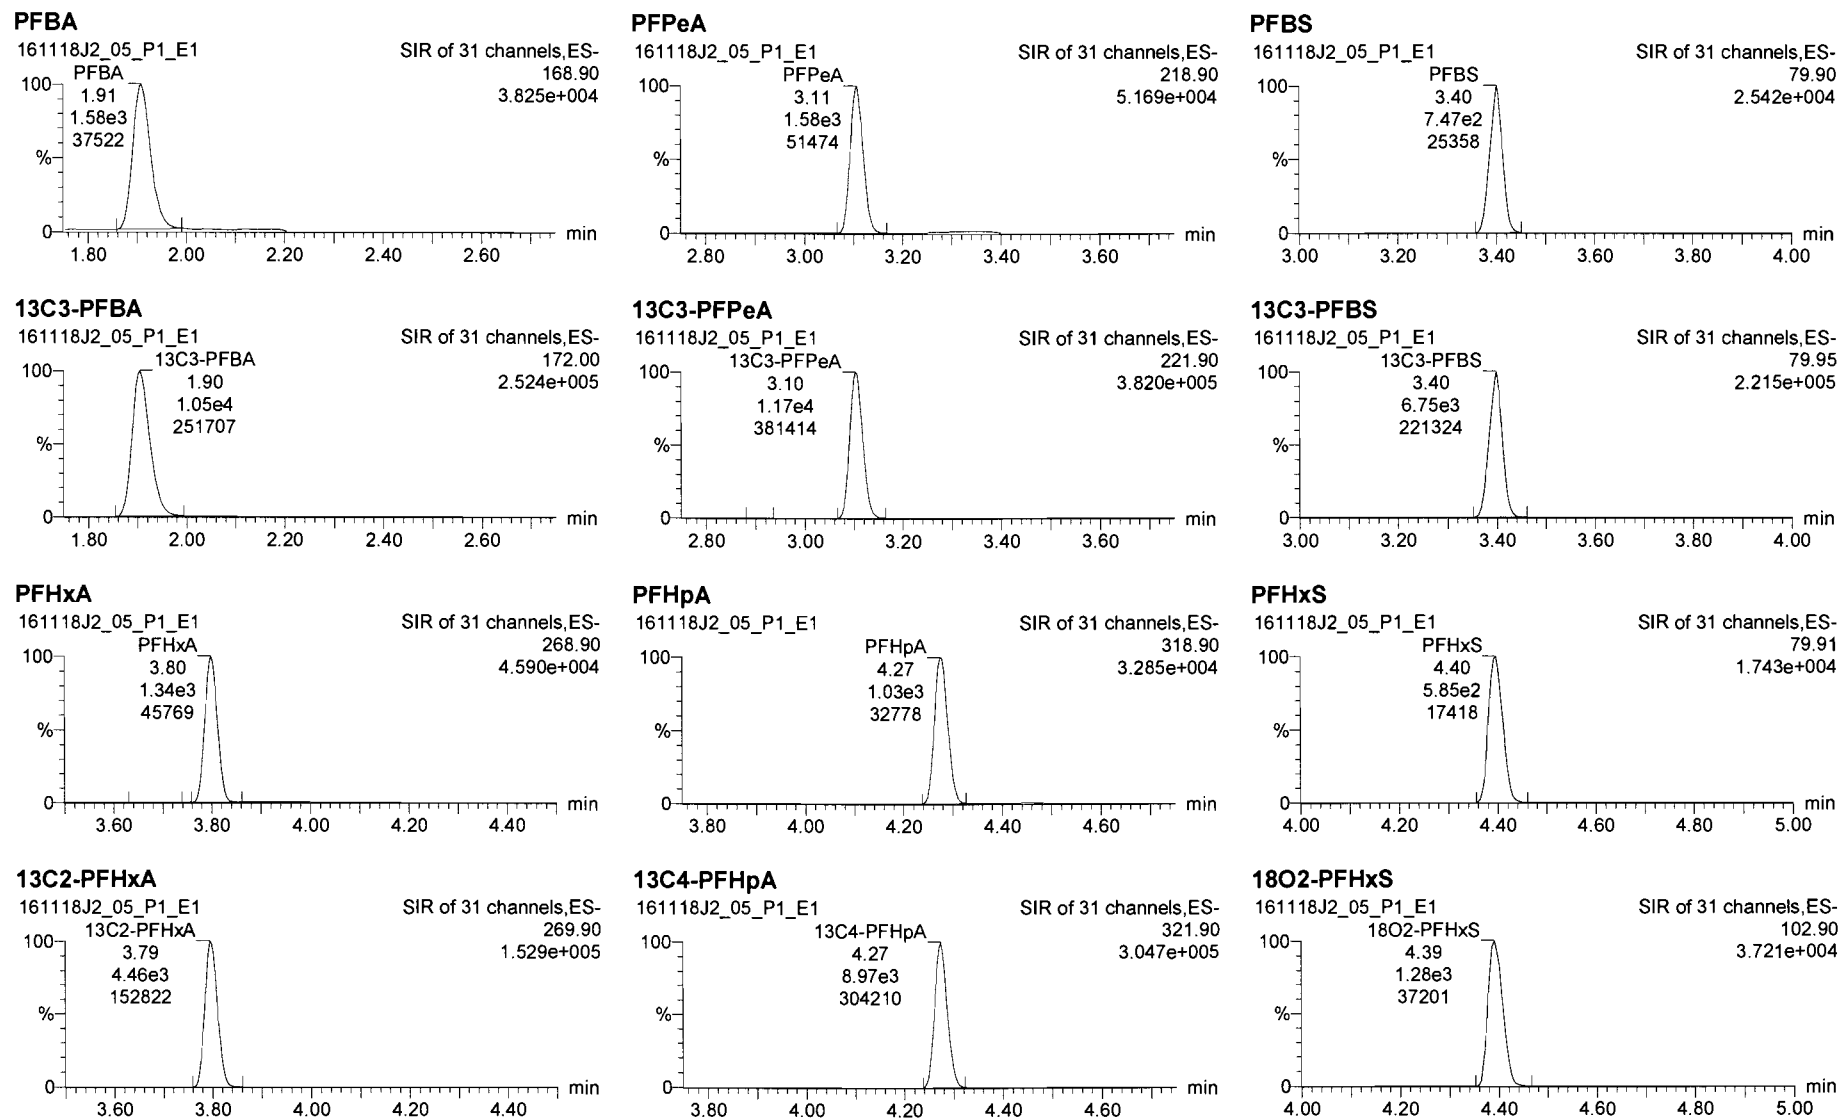 PFBA
161118J2_05_P1_E1
SIR of 31 channels,ES-
168.90
3.825e+004
PFBA
1.91
1.58e3
37522
100
%
0
min
1.80 2.00 2.20 2.40 2.60
PFPeA
161118J2_05_P1_E1
SIR of 31 channels,ES-
218.90
5.169e+004
PFPeA
3.11
1.58e3
51474
100
%
0
min
2.80 3.00 3.20 3.40 3.60
PFBS
161118J2_05_P1_E1
SIR of 31 channels,ES-
79.90
2.542e+004
PFBS
3.40
7.47e2
25358
100
%
0
min
3.00 3.20 3.40 3.60 3.80 4.00
13C3-PFBA
161118J2_05_P1_E1
SIR of 31 channels,ES-
172.00
2.524e+005
13C3-PFBA
1.90
1.05e4
251707
100
%
0
min
1.80 2.00 2.20 2.40 2.60
13C3-PFPeA
161118J2_05_P1_E1
SIR of 31 channels,ES-
221.90
3.820e+005
13C3-PFPeA
3.10
1.17e4
381414
100
%
0
min
2.80 3.00 3.20 3.40 3.60
13C3-PFBS
161118J2_05_P1_E1
SIR of 31 channels,ES-
79.95
2.215e+005
13C3-PFBS
3.40
6.75e3
221324
100
%
0
min
3.00 3.20 3.40 3.60 3.80 4.00
PFHxA
161118J2_05_P1_E1
SIR of 31 channels,ES-
268.90
4.590e+004
PFHxA
3.80
1.34e3
45769
100
%
0
min
3.60 3.80 4.00 4.20 4.40
PFHpA
161118J2_05_P1_E1
SIR of 31 channels,ES-
318.90
3.285e+004
PFHpA
4.27
1.03e3
32778
100
%
0
min
3.80 4.00 4.20 4.40 4.60
PFHxS
161118J2_05_P1_E1
SIR of 31 channels,ES-
79.91
1.743e+004
PFHxS
4.40
5.85e2
17418
100
%
0
min
4.00 4.20 4.40 4.60 4.80 5.00
13C2-PFHxA
161118J2_05_P1_E1
SIR of 31 channels,ES-
269.90
1.529e+005
13C2-PFHxA
3.79
4.46e3
152822
100
%
0
min
3.60 3.80 4.00 4.20 4.40
13C4-PFHpA
161118J2_05_P1_E1
SIR of 31 channels,ES-
321.90
3.047e+005
13C4-PFHpA
4.27
8.97e3
304210
100
%
0
min
3.80 4.00 4.20 4.40 4.60
18O2-PFHxS
161118J2_05_P1_E1
SIR of 31 channels,ES-
102.90
3.721e+004
18O2-PFHxS
4.39
1.28e3
37201
100
%
0
min
4.00 4.20 4.40 4.60 4.80 5.00